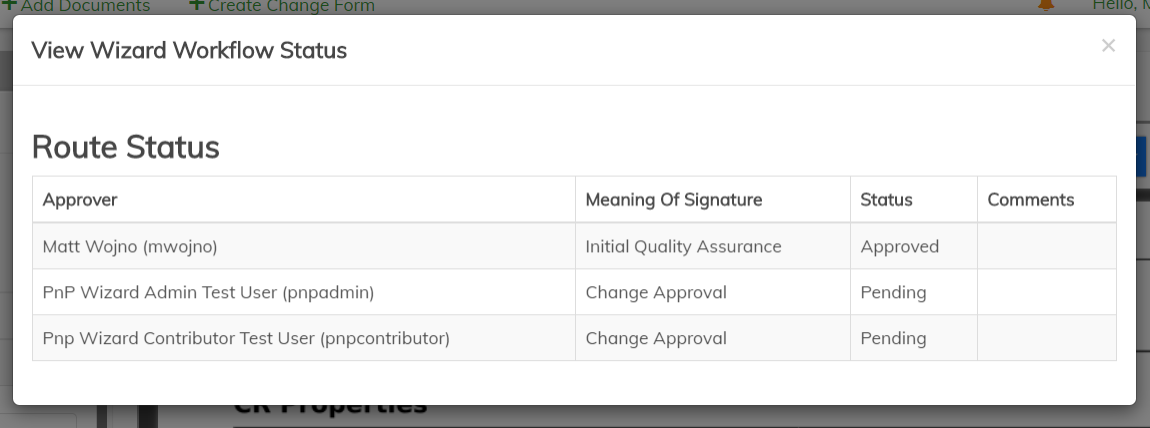 +Add Documents +Create Change Form Hello,
View Wizard Workflow Status ×
Route Status
Approver Meaning Of Signature Status Comments
Matt Wojno (mwojno) Initial Quality Assurance Approved
PnP Wizard Admin Test User (pnpadmin) Change Approval Pending
Pnp Wizard Contributor Test User (pnpcontributor) Change Approval Pending
CR Properties